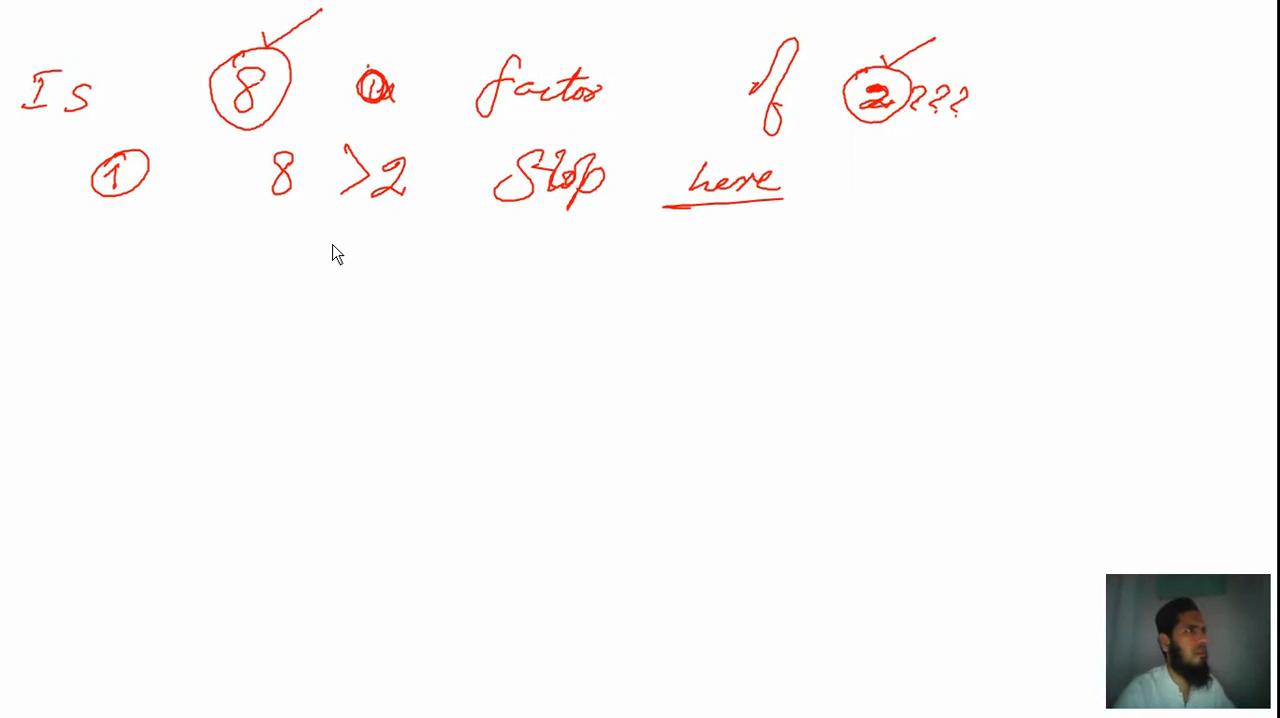 Is 8 a factor of 2???
① 8 >2 Stop here